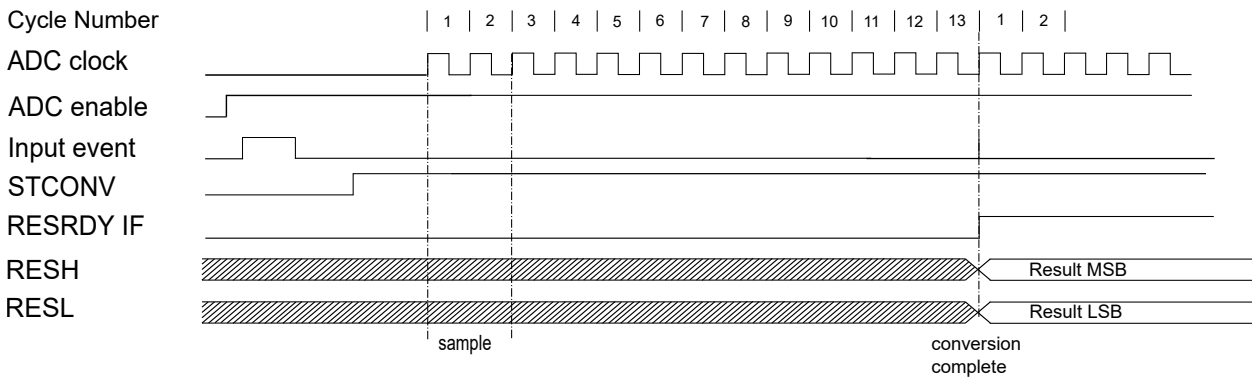 Cycle Number 1 2 3 4 5 6 7 8 9 10 11 12 13 1 2
ADC clock
ADC enable
Input event
STCONV
RESRDY IF
RESH Result MSB
RESL Result LSB
sample conversion
complete